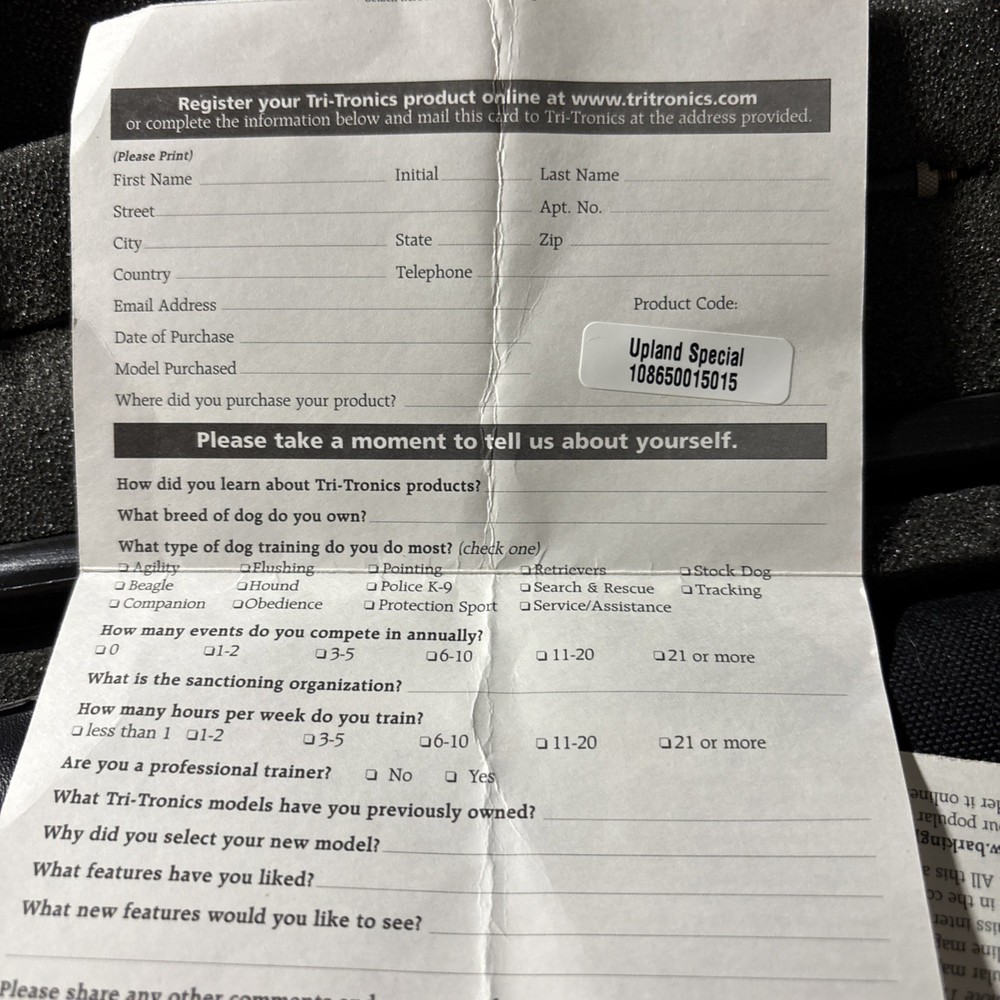 Register your Tri-Tronics product online at www.tritronics.com
or complete the information below and mail this card to Tri-Tronics at the address provided.
(Please Print)
First Name Initial Last Name
Street Apt. No.
City State Zip
Country Telephone
Email Address Product Code:
Date of Purchase
Upland Special
108650015015
Model Purchased
Where did you purchase your product?
Please take a moment to tell us about yourself.
How did you learn about Tri-Tronics products?
What breed of dog do you own?
What type of dog training do you do most? (check one)
❏ Agility ❏ Flushing ❏ Pointing ❏ Retrievers ❏ Stock Dog
❏ Beagle ❏ Hound ❏ Police K-9 ❏ Search & Rescue ❏ Tracking
❏ Companion ❏ Obedience ❏ Protection Sport ❏ Service/Assistance
How many events do you compete in annually?
❏ 0 ❏ 1-2 ❏ 3-5 ❏ 6-10 ❏ 11-20 ❏ 21 or more
What is the sanctioning organization?
How many hours per week do you train?
❏ less than 1 ❏ 1-2 ❏ 3-5 ❏ 6-10 ❏ 11-20 ❏ 21 or more
Are you a professional trainer? ❏ No ❏ Yes
What Tri-Tronics models have you previously owned?
Why did you select your new model?
What features have you liked?
What new features would you like to see?
Please share any other comments